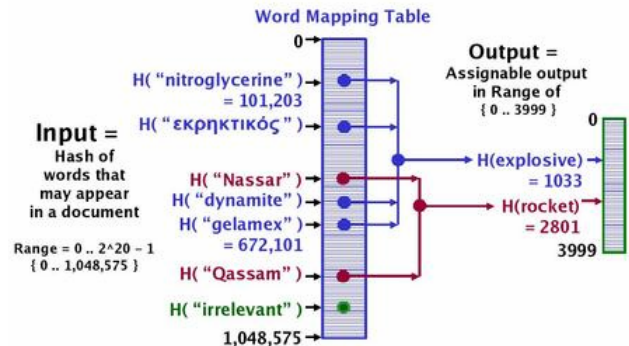 Word Mapping Table
0
H( “nitroglycerine” )
= 101,203
H( “εκρηκτικός” )
H( “Nassar” )
H( “dynamite” )
H( “gelamex” )
= 672,101
H( “Qassam” )
H( “irrelevant” )
1,048,575
Input =
Hash of
words that
may appear
in a document
Range = 0 .. 2^20 – 1
{ 0 .. 1,048,575 }
Output =
Assignable output
in Range of
{ 0 .. 3999 }
0
H(explosive)
= 1033
H(rocket)
= 2801
3999